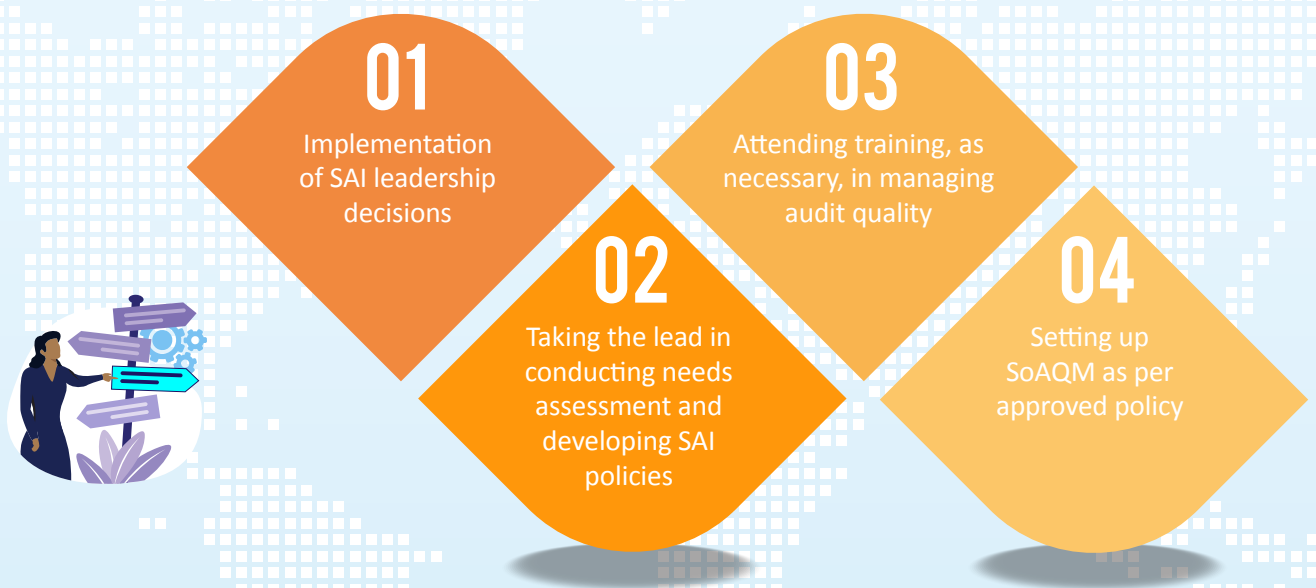 01
Implementation
of SAI leadership
decisions
02
Taking the lead in
conducting needs
assessment and
developing SAI
policies
03
Attending training, as
necessary, in managing
audit quality
04
Setting up
SoAQM as per
approved policy